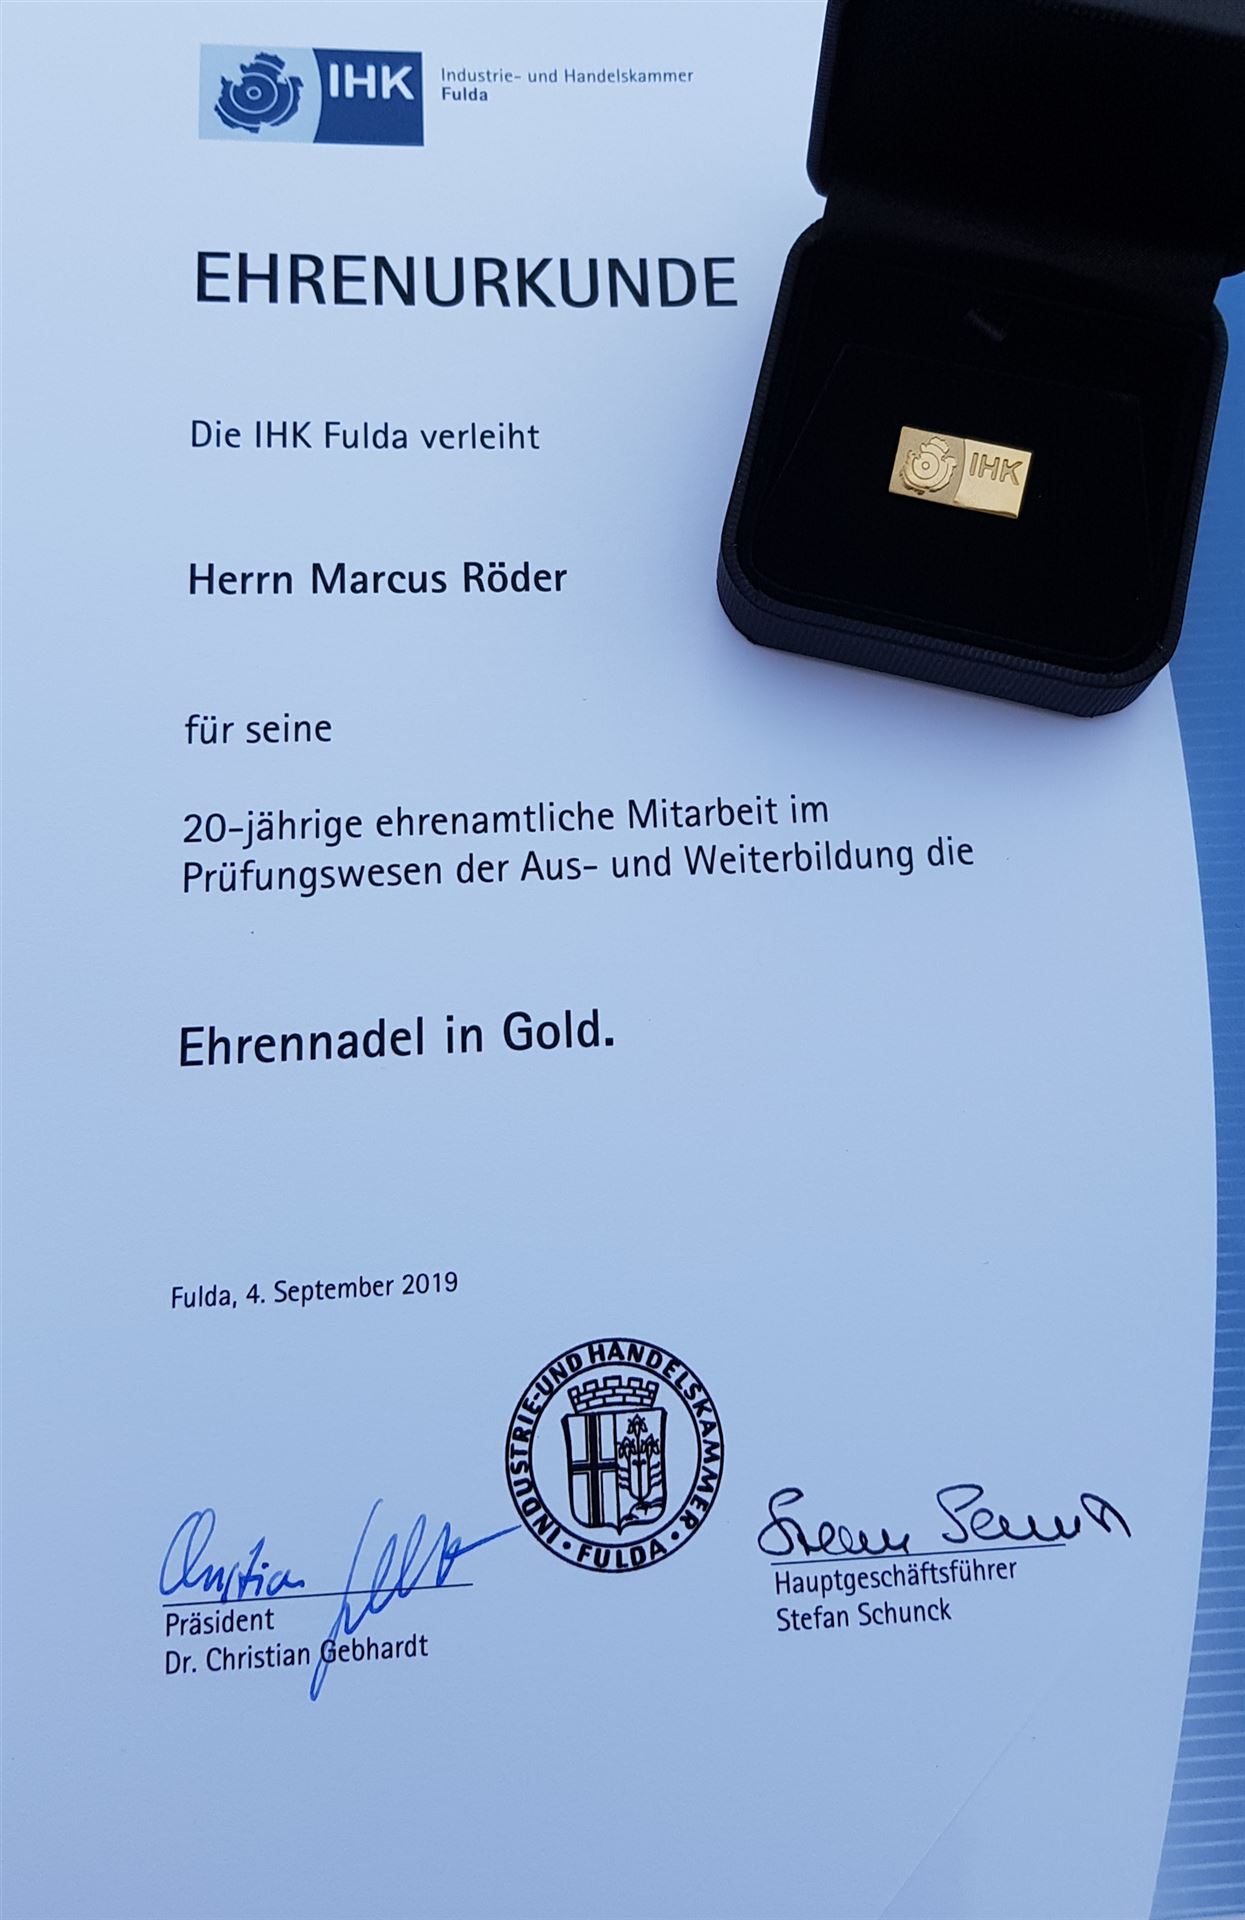 IHK
Industrie- und Handelskammer
Fulda
EHRENURKUNDE
Die IHK Fulda verleiht
IHK
Herrn Marcus Röder
für seine
20-jährige ehrenamtliche Mitarbeit im
Prüfungswesen der Aus- und Weiterbildung die
Ehrennadel in Gold.
Fulda, 4. September 2019
INDUSTRIE-UND HANDELSKAMMER
• FULDA •
Präsident
Dr. Christian Gebhardt
Hauptgeschäftsführer
Stefan Schunck